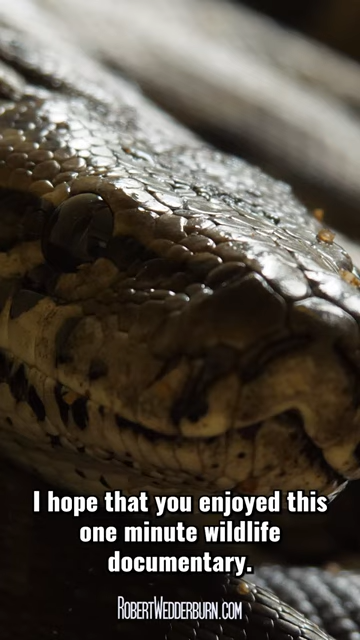 I hope that you enjoyed this
one minute wildlife
documentary.
RobertWedderburn.com